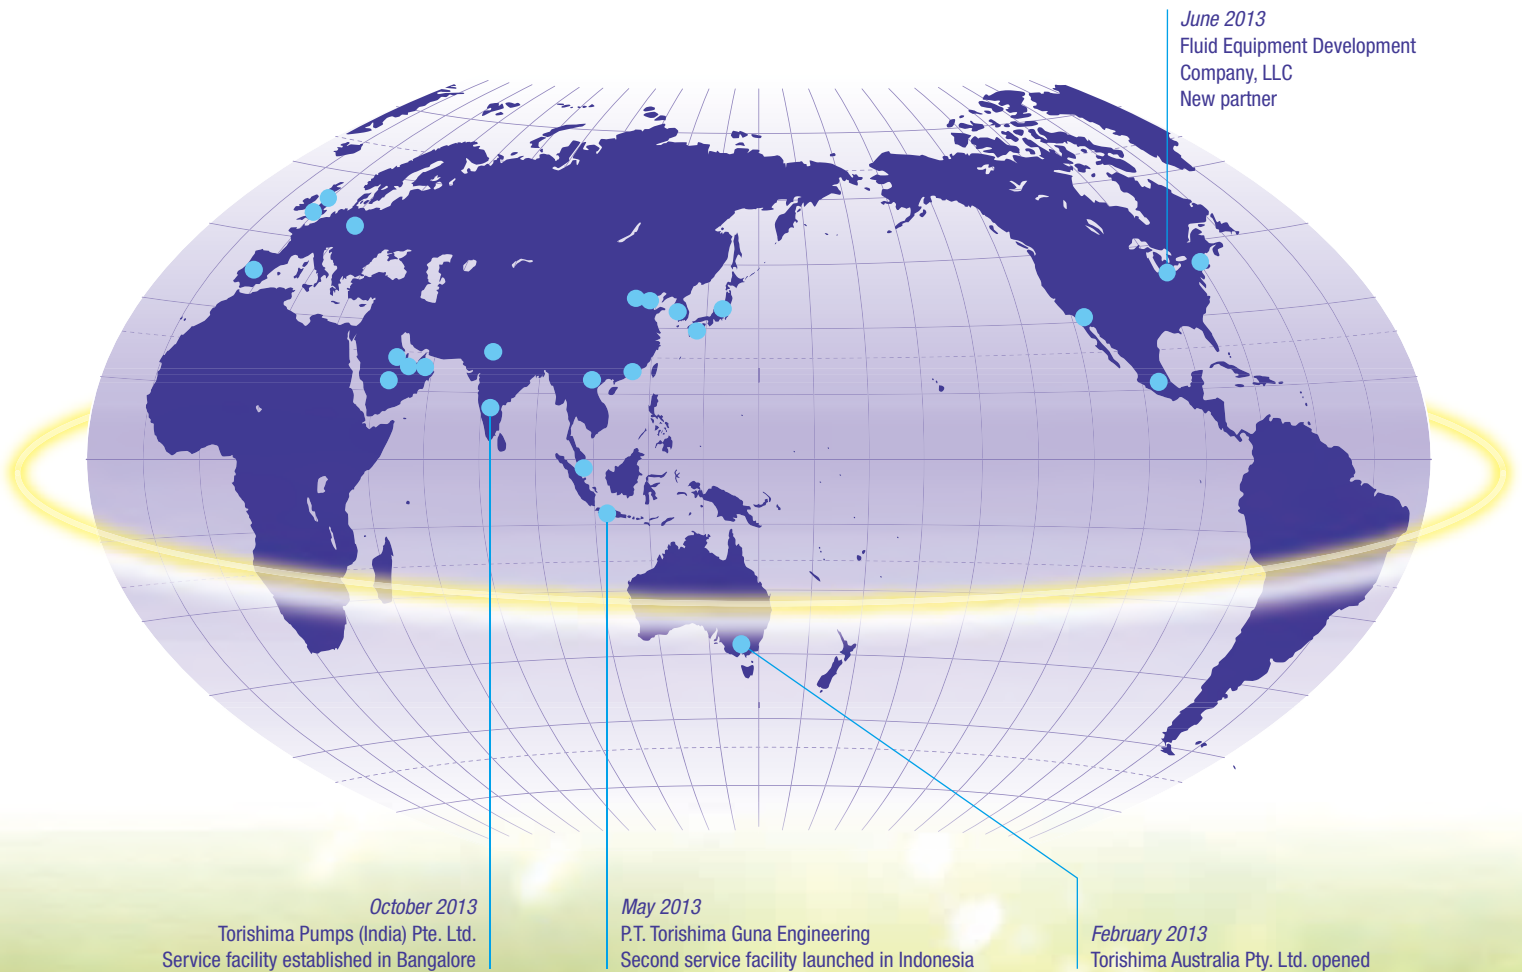 June 2013
Fluid Equipment Development
Company, LLC
New partner
October 2013
Torishima Pumps (India) Pte. Ltd.
Service facility established in Bangalore
May 2013
P.T. Torishima Guna Engineering
Second service facility launched in Indonesia
February 2013
Torishima Australia Pty. Ltd. opened